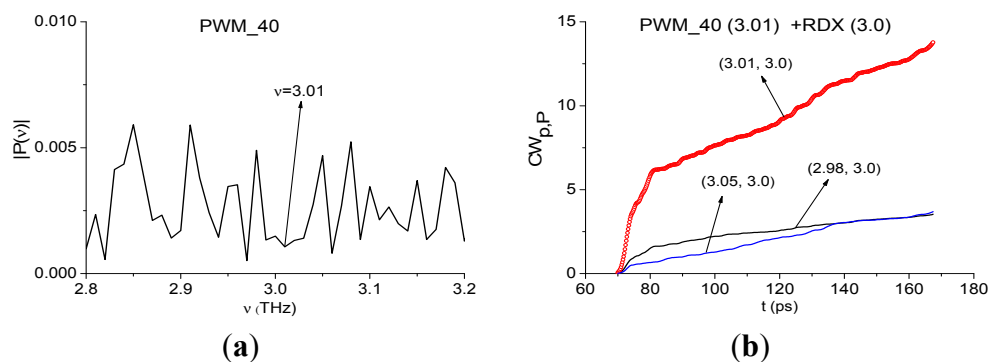 PWM_40
0.010
0.005
0.000
|P(ν)|
ν=3.01
2.8 2.9 3.0 3.1 3.2
ν (THz)
(a)
PWM_40 (3.01) +RDX (3.0)
15
10
5
0
CWp,P
(3.01, 3.0)
(2.98, 3.0)
(3.05, 3.0)
60 80 100 120 140 160 180
t (ps)
(b)